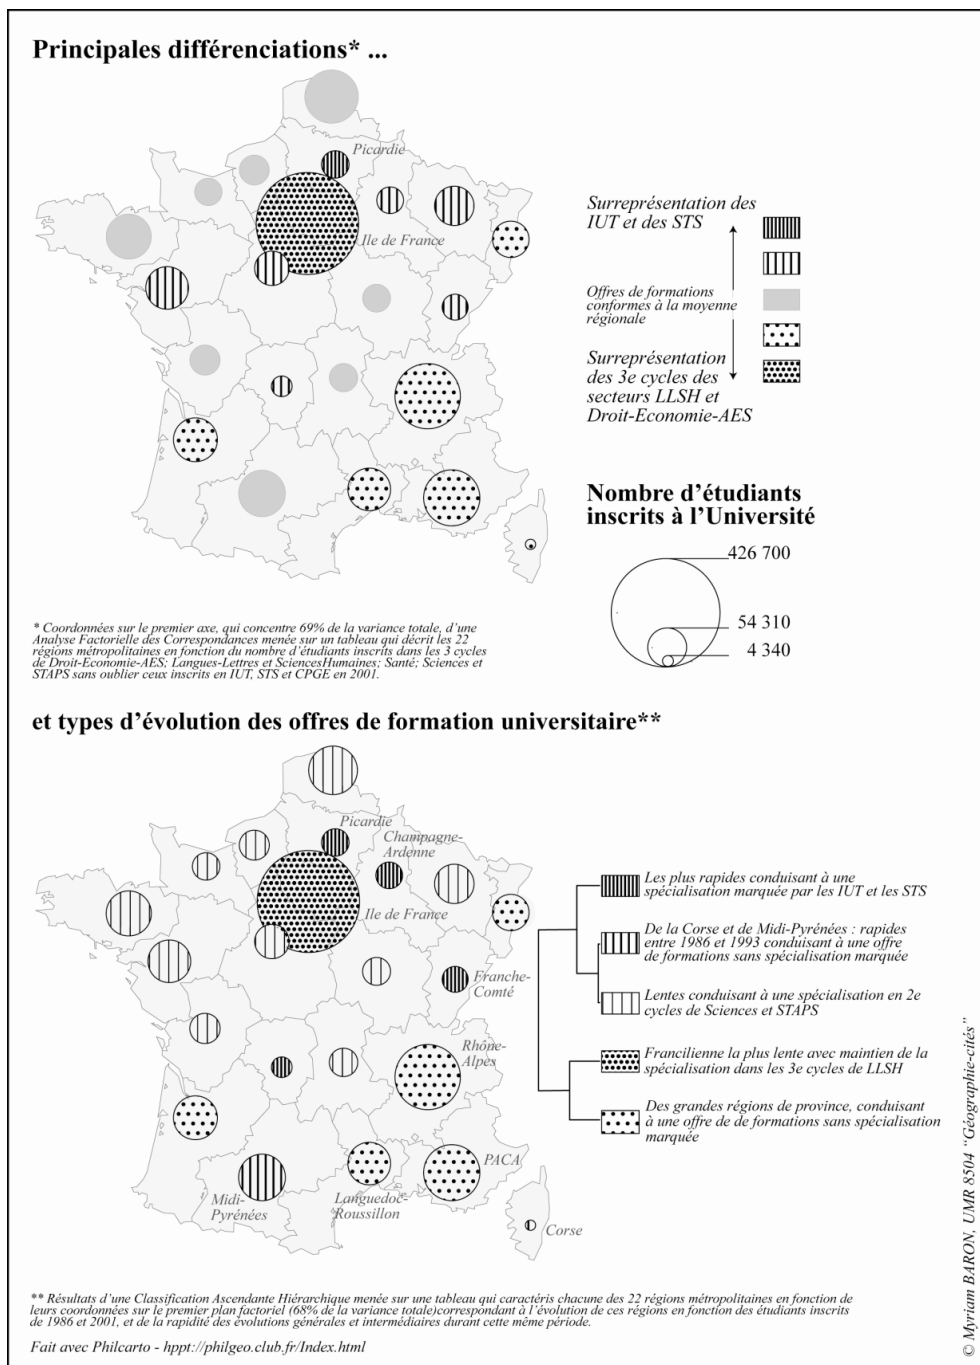 Principales différenciations* ...
Picardie
Ile de France
Surreprésentation des
IUT et des STS
Offres de formations
conformes à la moyenne
régionale
Surreprésentation
des 3e cycles des
secteurs LLSH et
Droit-Economie-AES
Nombre d'étudiants
inscrits à l'Université
426 700
54 310
4 340
* Coordonnées sur le premier axe, qui concentre 69% de la variance totale, d'une
Analyse Factorielle des Correspondances menée sur un tableau qui décrit les 22
régions métropolitaines en fonction du nombre d'étudiants inscrits dans les 3 cycles
de Droit-Economie-AES; Langues-Lettres et SciencesHumaines; Santé; Sciences et
STAPS sans oublier ceux inscrits en IUT, STS et CPGE en 2001.
et types d'évolution des offres de formation universitaire**
Picardie
Champagne-
Ardenne
Ile de France
Franche-
Comté
Rhône-
Alpes
PACA
Midi-
Pyrénées
Languedoc-
Roussillon
Corse
Les plus rapides conduisant à une
spécialisation marquée par les IUT et les STS
De la Corse et de Midi-Pyrénées : rapides
entre 1986 et 1993 conduisant à une offre
de formations sans spécialisation marquée
Lentes conduisant à une spécialisation en 2e
cycles de Sciences et STAPS
Francilienne la plus lente avec maintien de la
spécialisation dans les 3e cycles de LLSH
Des grandes régions de province, conduisant
à une offre de de formations sans spécialisation
marquée
** Résultats d'une Classification Ascendante Hiérarchique menée sur une tableau qui caractéris chacune des 22 régions métropolitaines en fonction de
leurs coordonnées sur le premier plan factoriel (68% de la variance totale)correspondant à l'évolution de ces régions en fonction des étudiants inscrits
de 1986 et 2001, et de la rapidité des évolutions générales et intermédiaires durant cette même période.
Fait avec Philcarto - hppt://philgeo.club.fr/Index.html
© Myriam BARON, UMR 8504 "Géographie-cités"